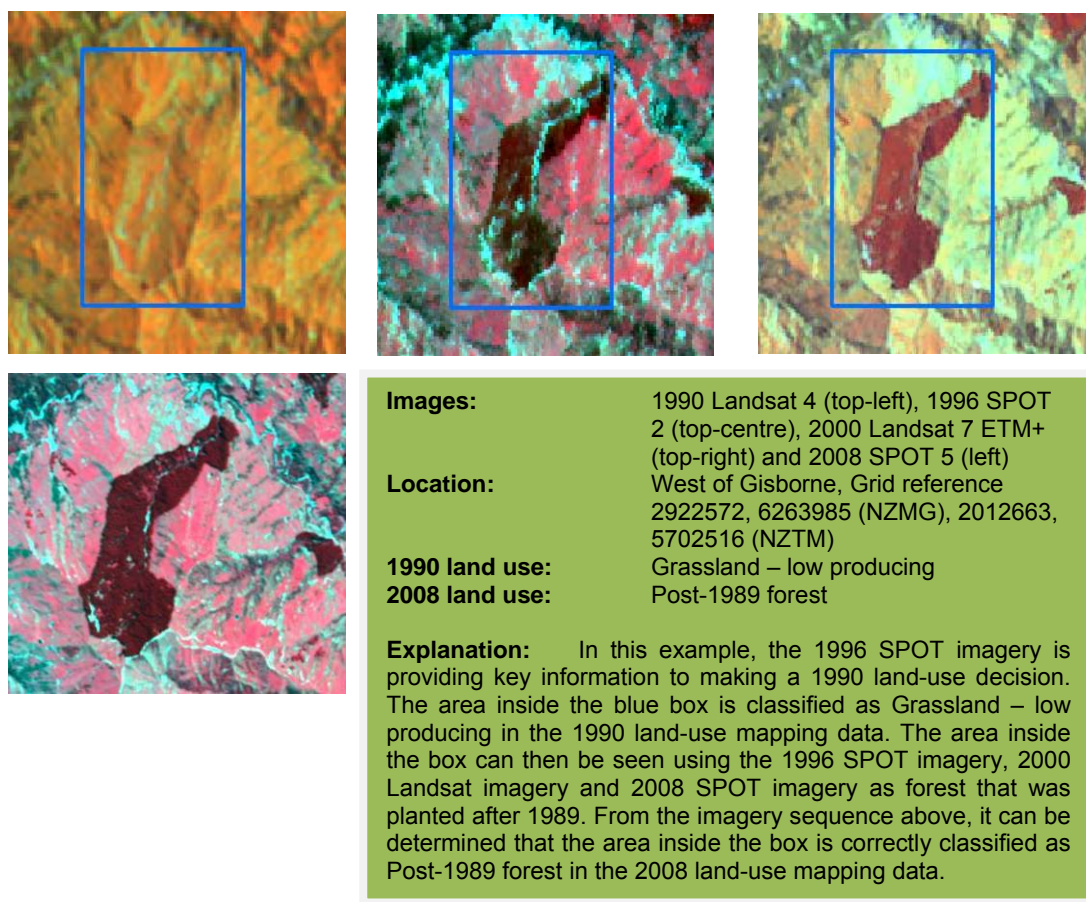 Images: 1990 Landsat 4 (top-left), 1996 SPOT
2 (top-centre), 2000 Landsat 7 ETM+
(top-right) and 2008 SPOT 5 (left)
Location: West of Gisborne, Grid reference
2922572, 6263985 (NZMG), 2012663,
5702516 (NZTM)
1990 land use: Grassland – low producing
2008 land use: Post-1989 forest
Explanation: In this example, the 1996 SPOT imagery is
providing key information to making a 1990 land-use decision.
The area inside the blue box is classified as Grassland – low
producing in the 1990 land-use mapping data. The area inside
the box can then be seen using the 1996 SPOT imagery, 2000
Landsat imagery and 2008 SPOT imagery as forest that was
planted after 1989. From the imagery sequence above, it can be
determined that the area inside the box is correctly classified as
Post-1989 forest in the 2008 land-use mapping data.